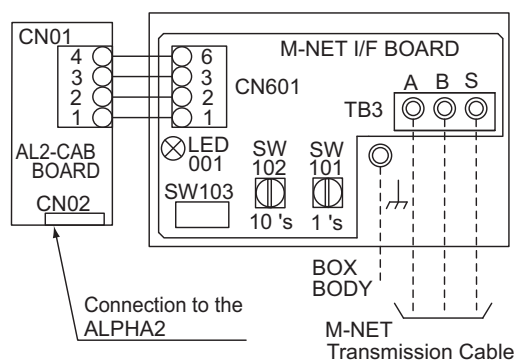 CN01
4
3
2
1
AL2-CAB
BOARD
CN02
Connection to the
ALPHA2
M-NET I/F BOARD
6
3
2
1
CN601
LED
001
SW103
SW
102
10 's
SW
101
1 's
A B S
TB3
BOX
BODY
M-NET
Transmission Cable